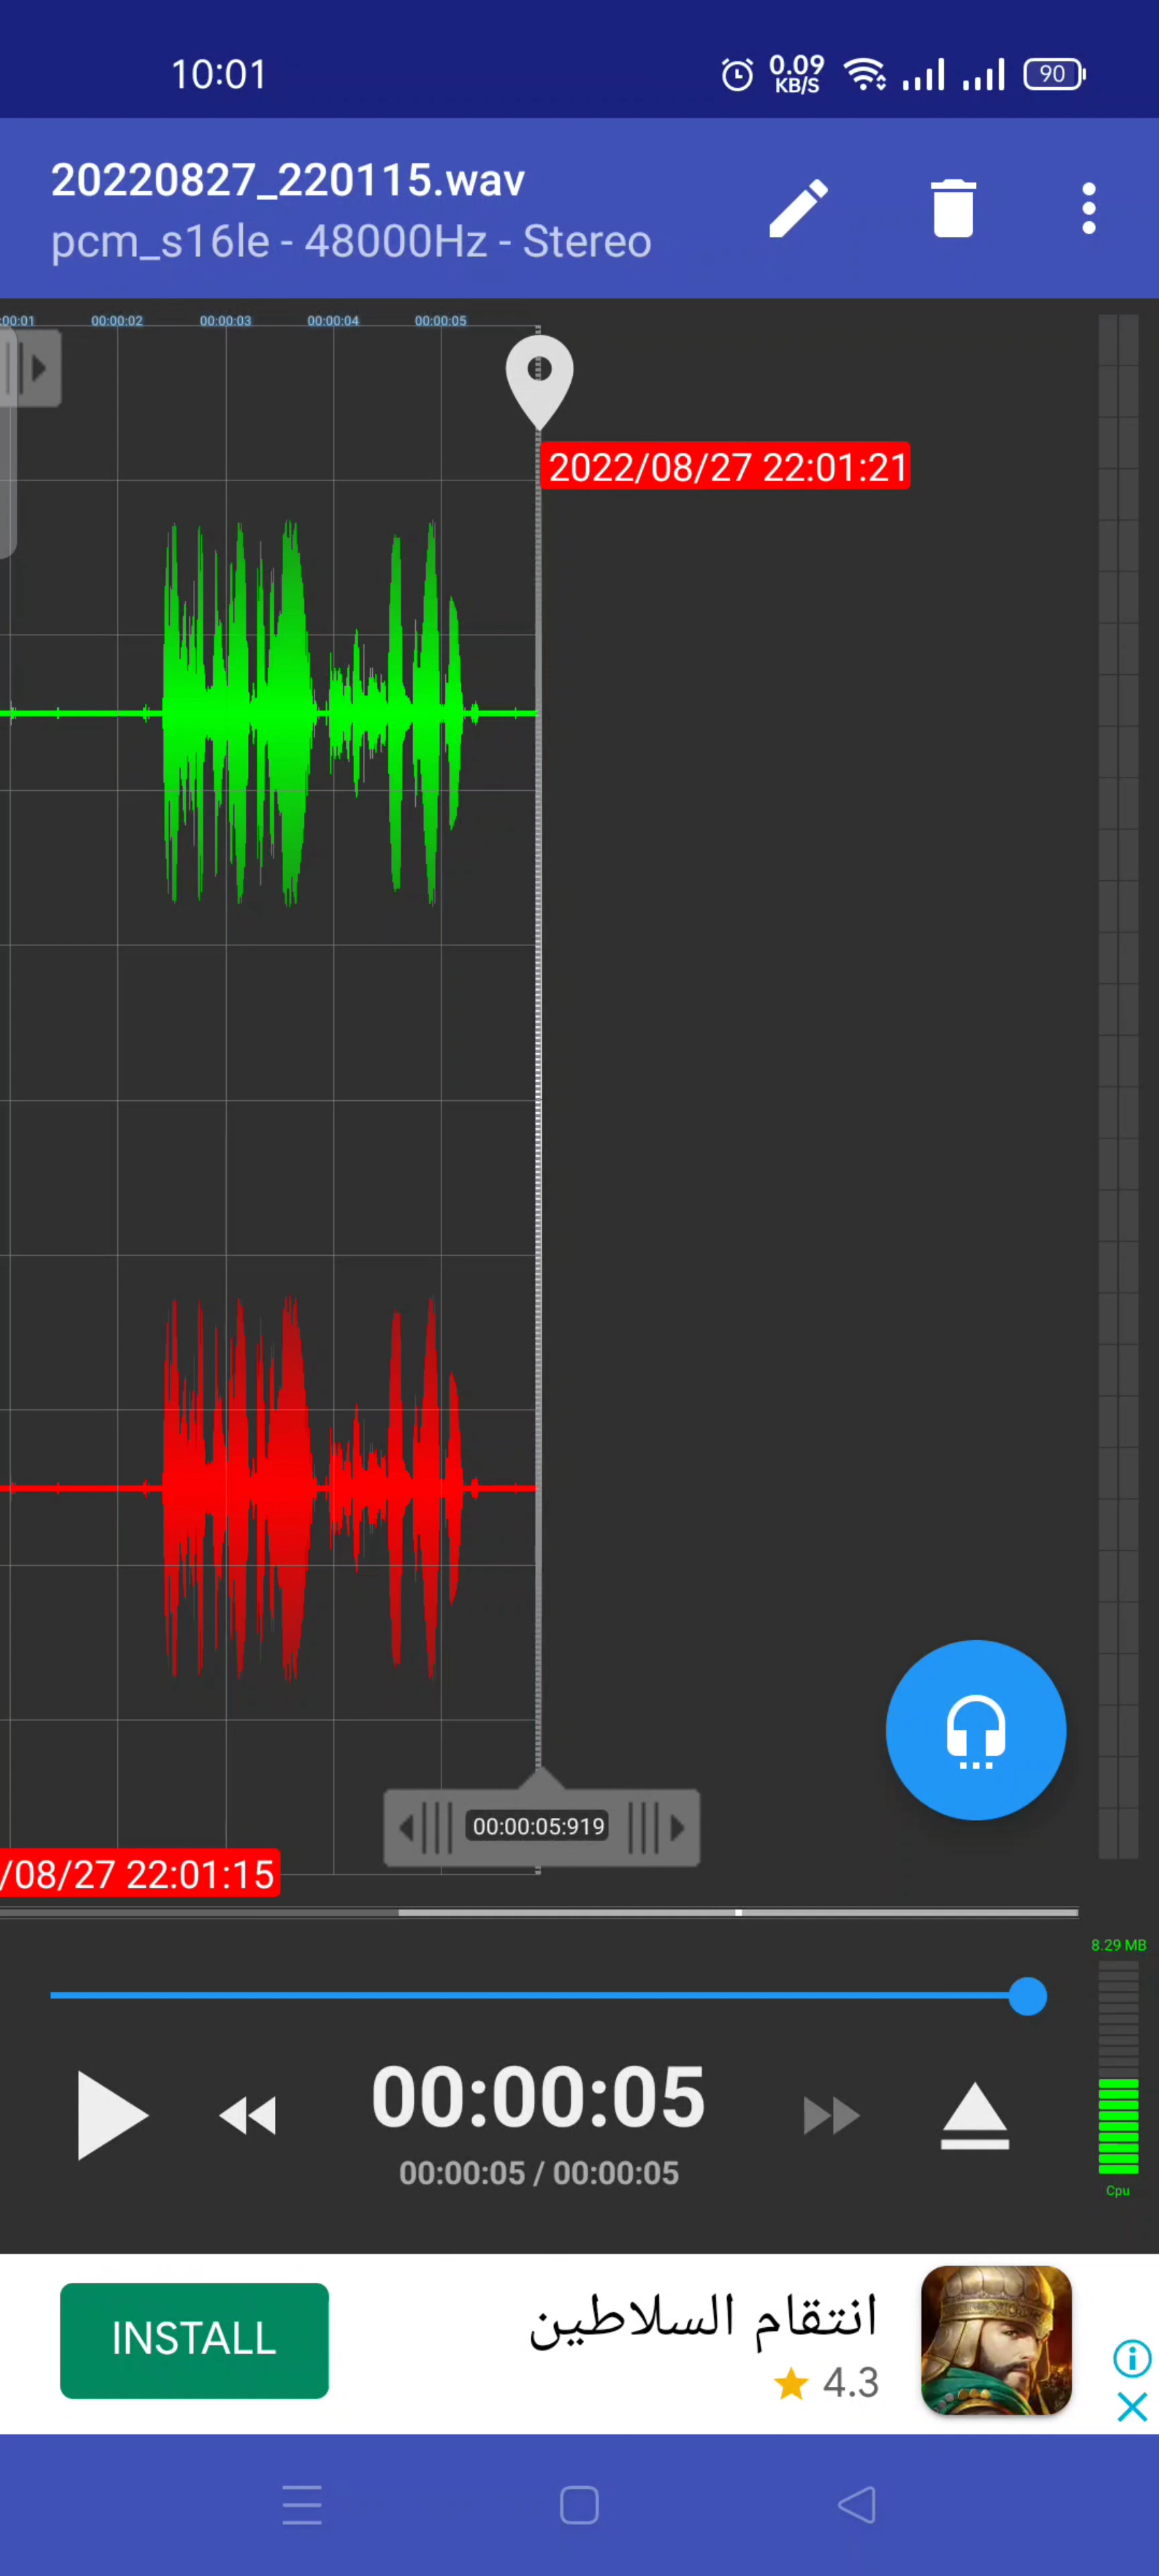 10:01
0.09
KB/S
90
20220827_220115.wav
pcm_s16le - 48000Hz - Stereo
:00:01 00:00:02 00:00:03 00:00:04 00:00:05
2022/08/27 22:01:21
00:00:05:919
/08/27 22:01:15
8.29 MB
00:00:05
00:00:05 / 00:00:05
Cpu
INSTALL
انتقام السلاطين
4.3